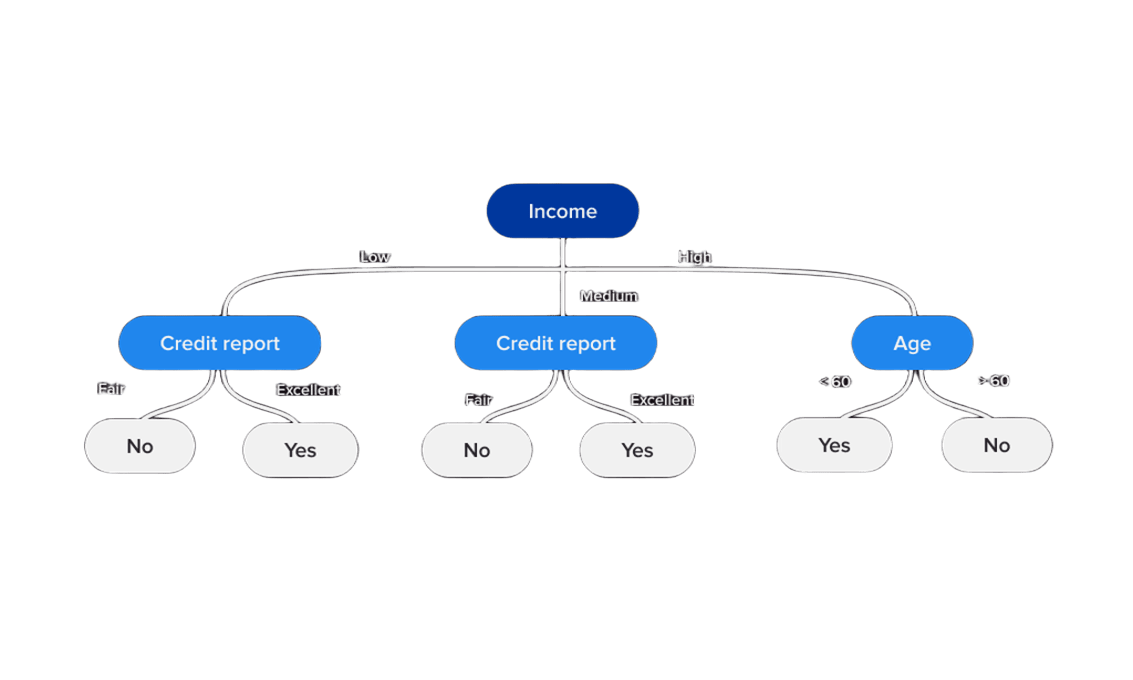 Income
Low
High
Medium
Credit report
Credit report
Age
Fair
Excellent
Fair
Excellent
< 60
> 60
No
Yes
No
Yes
Yes
No